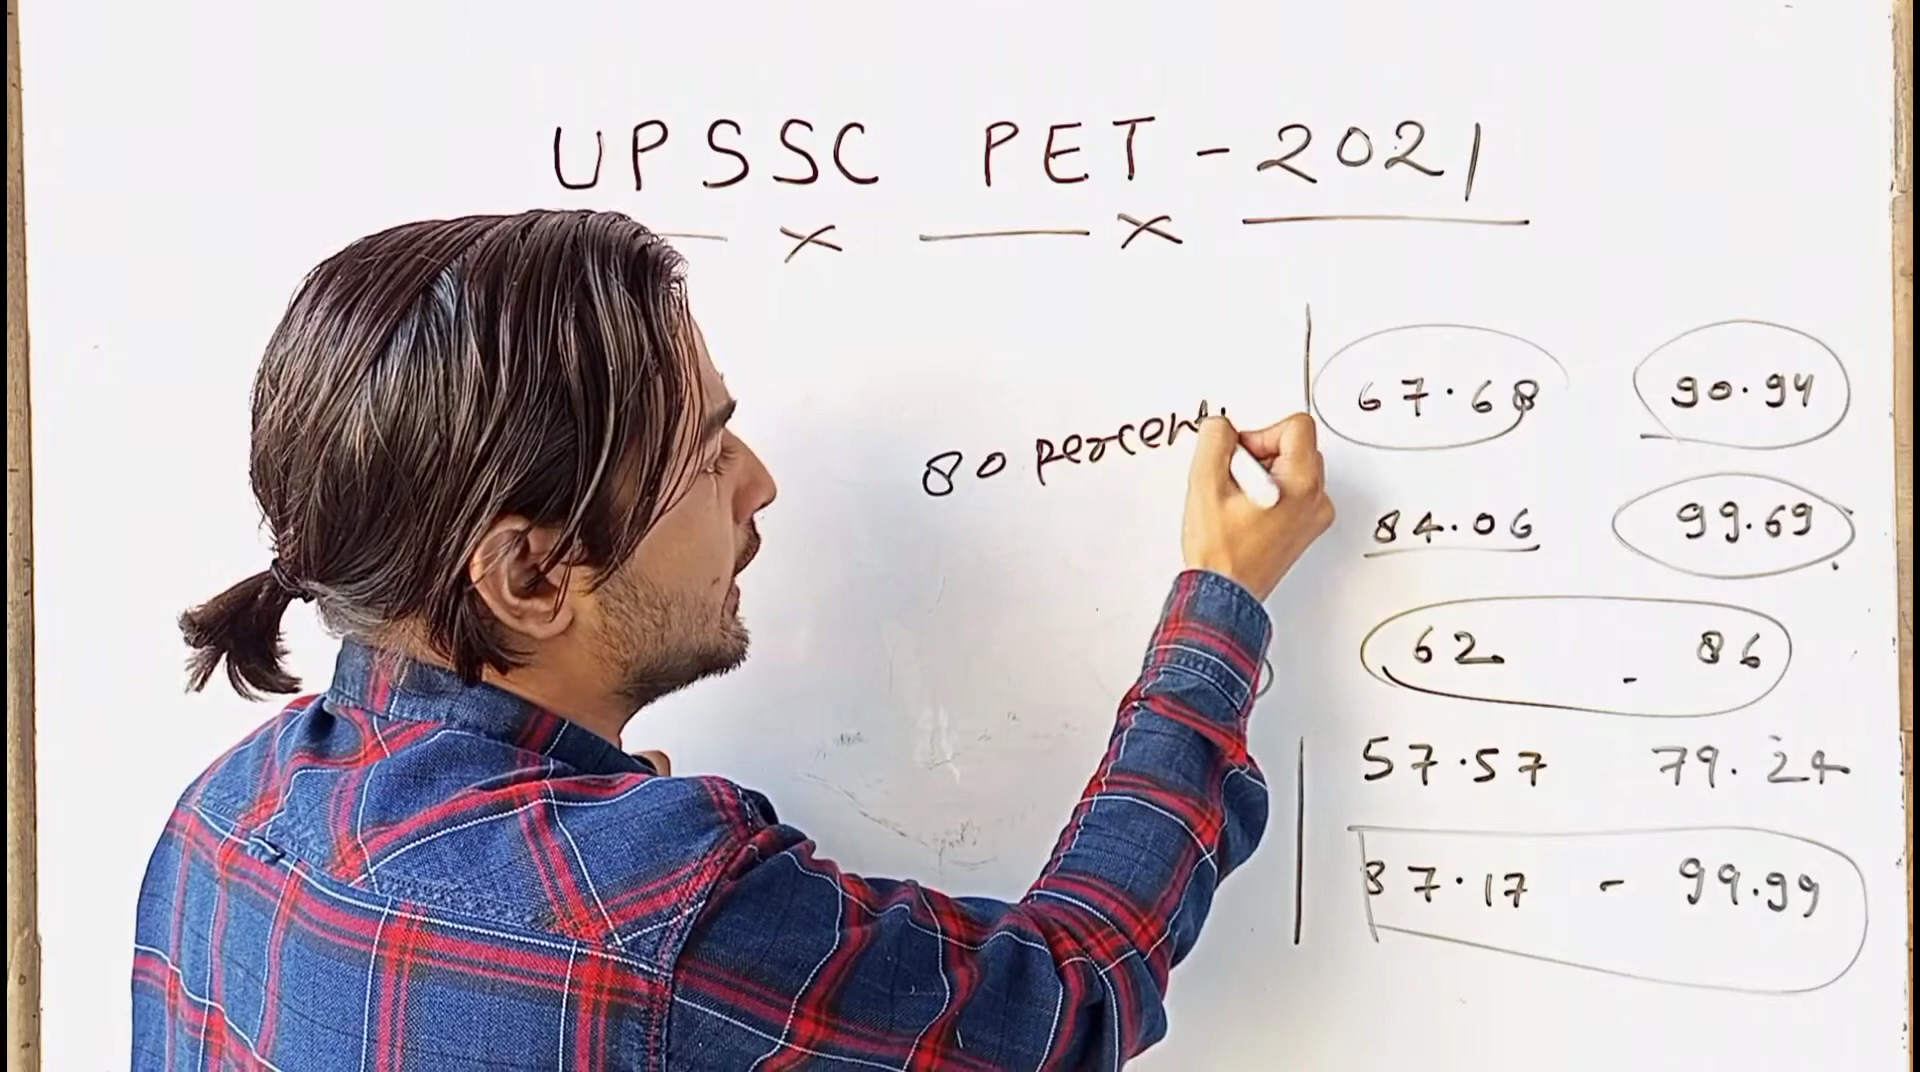 UPSSC PET - 2021
80 percent
67.68 90.94
84.06 99.69
62 - 86
57.57 79.24
87.17 - 99.99